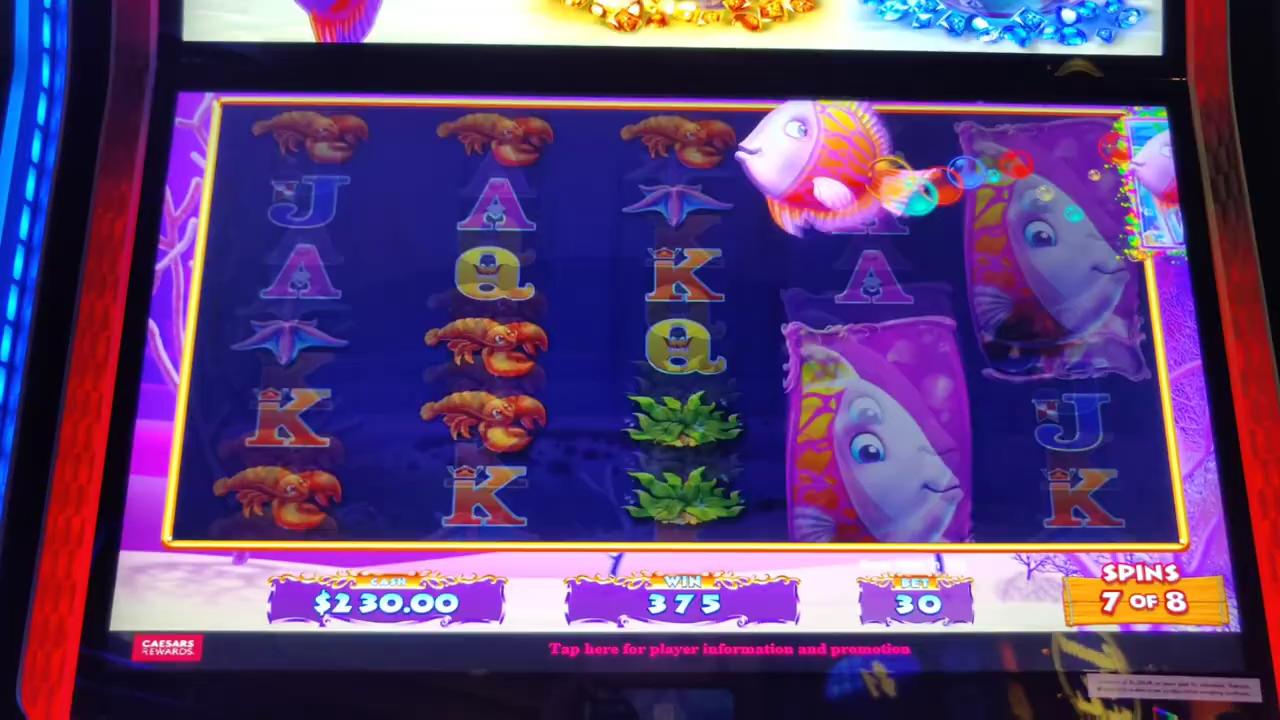 J
A
A
Q
K
A
K
Q
K
K
J
K
CASH
$230.00
WIN
375
BET
30
SPINS
7 OF 8
CAESARS
REWARDS.
Tap here for player information and promotion